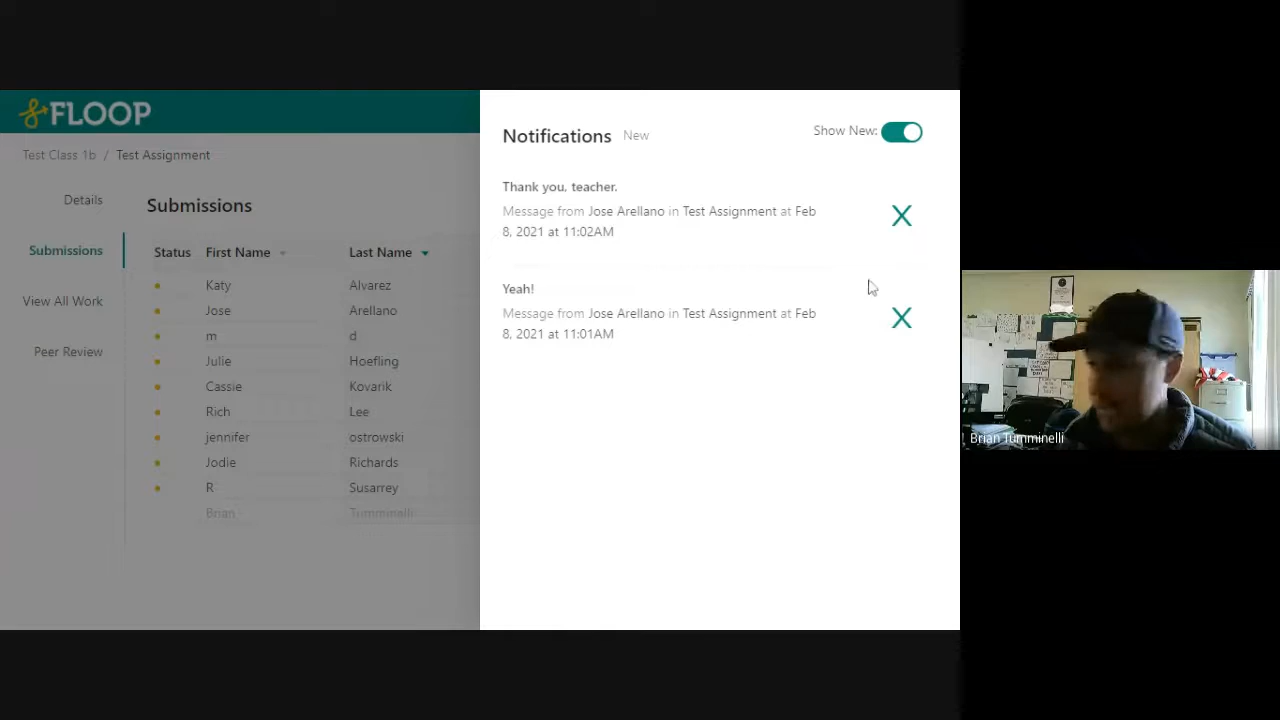 FLOOP
Test Class 1b / Test Assignment
Details
Submissions
View All Work
Peer Review
Submissions
Status First Name Last Name
Katy Alvarez
Jose Arellano
m d
Julie Hoefling
Cassie Kovarik
Rich Lee
jennifer ostrowski
Jodie Richards
R Susarrey
Brian Tumminelli
Notifications New
Show New:
Thank you, teacher.
Message from Jose Arellano in Test Assignment at Feb
8, 2021 at 11:02AM
X
Yeah!
Message from Jose Arellano in Test Assignment at Feb
8, 2021 at 11:01AM
X
Brian Tumminelli